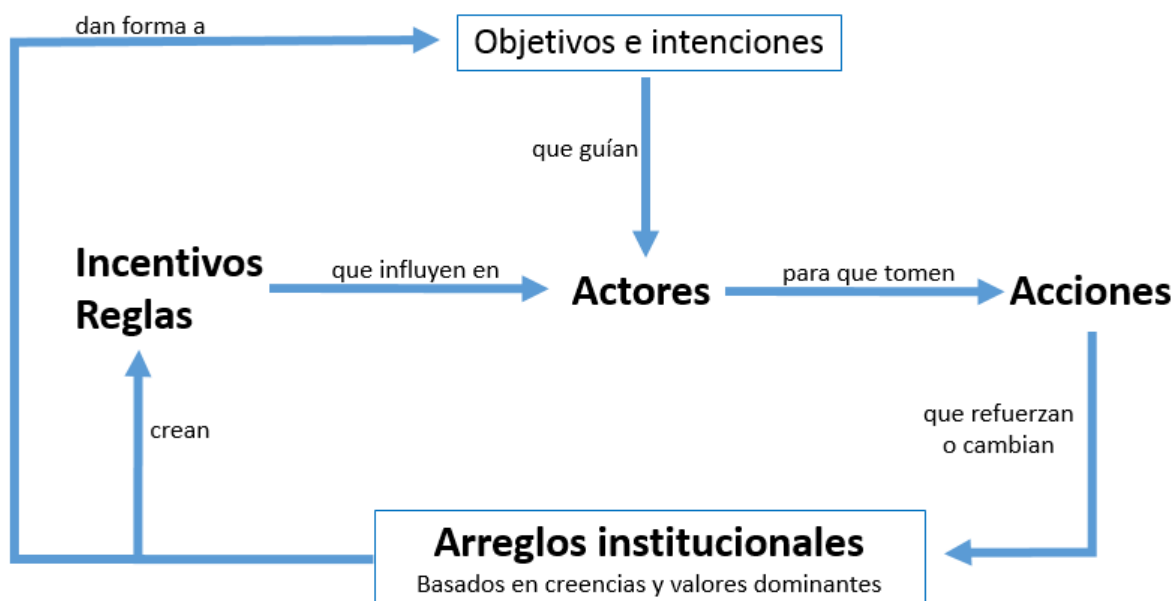 dan forma a
Objetivos e intenciones
que guían
Incentivos
Reglas
que influyen en
Actores
para que tomen
Acciones
crean
que refuerzan
o cambian
Arreglos institucionales
Basados en creencias y valores dominantes